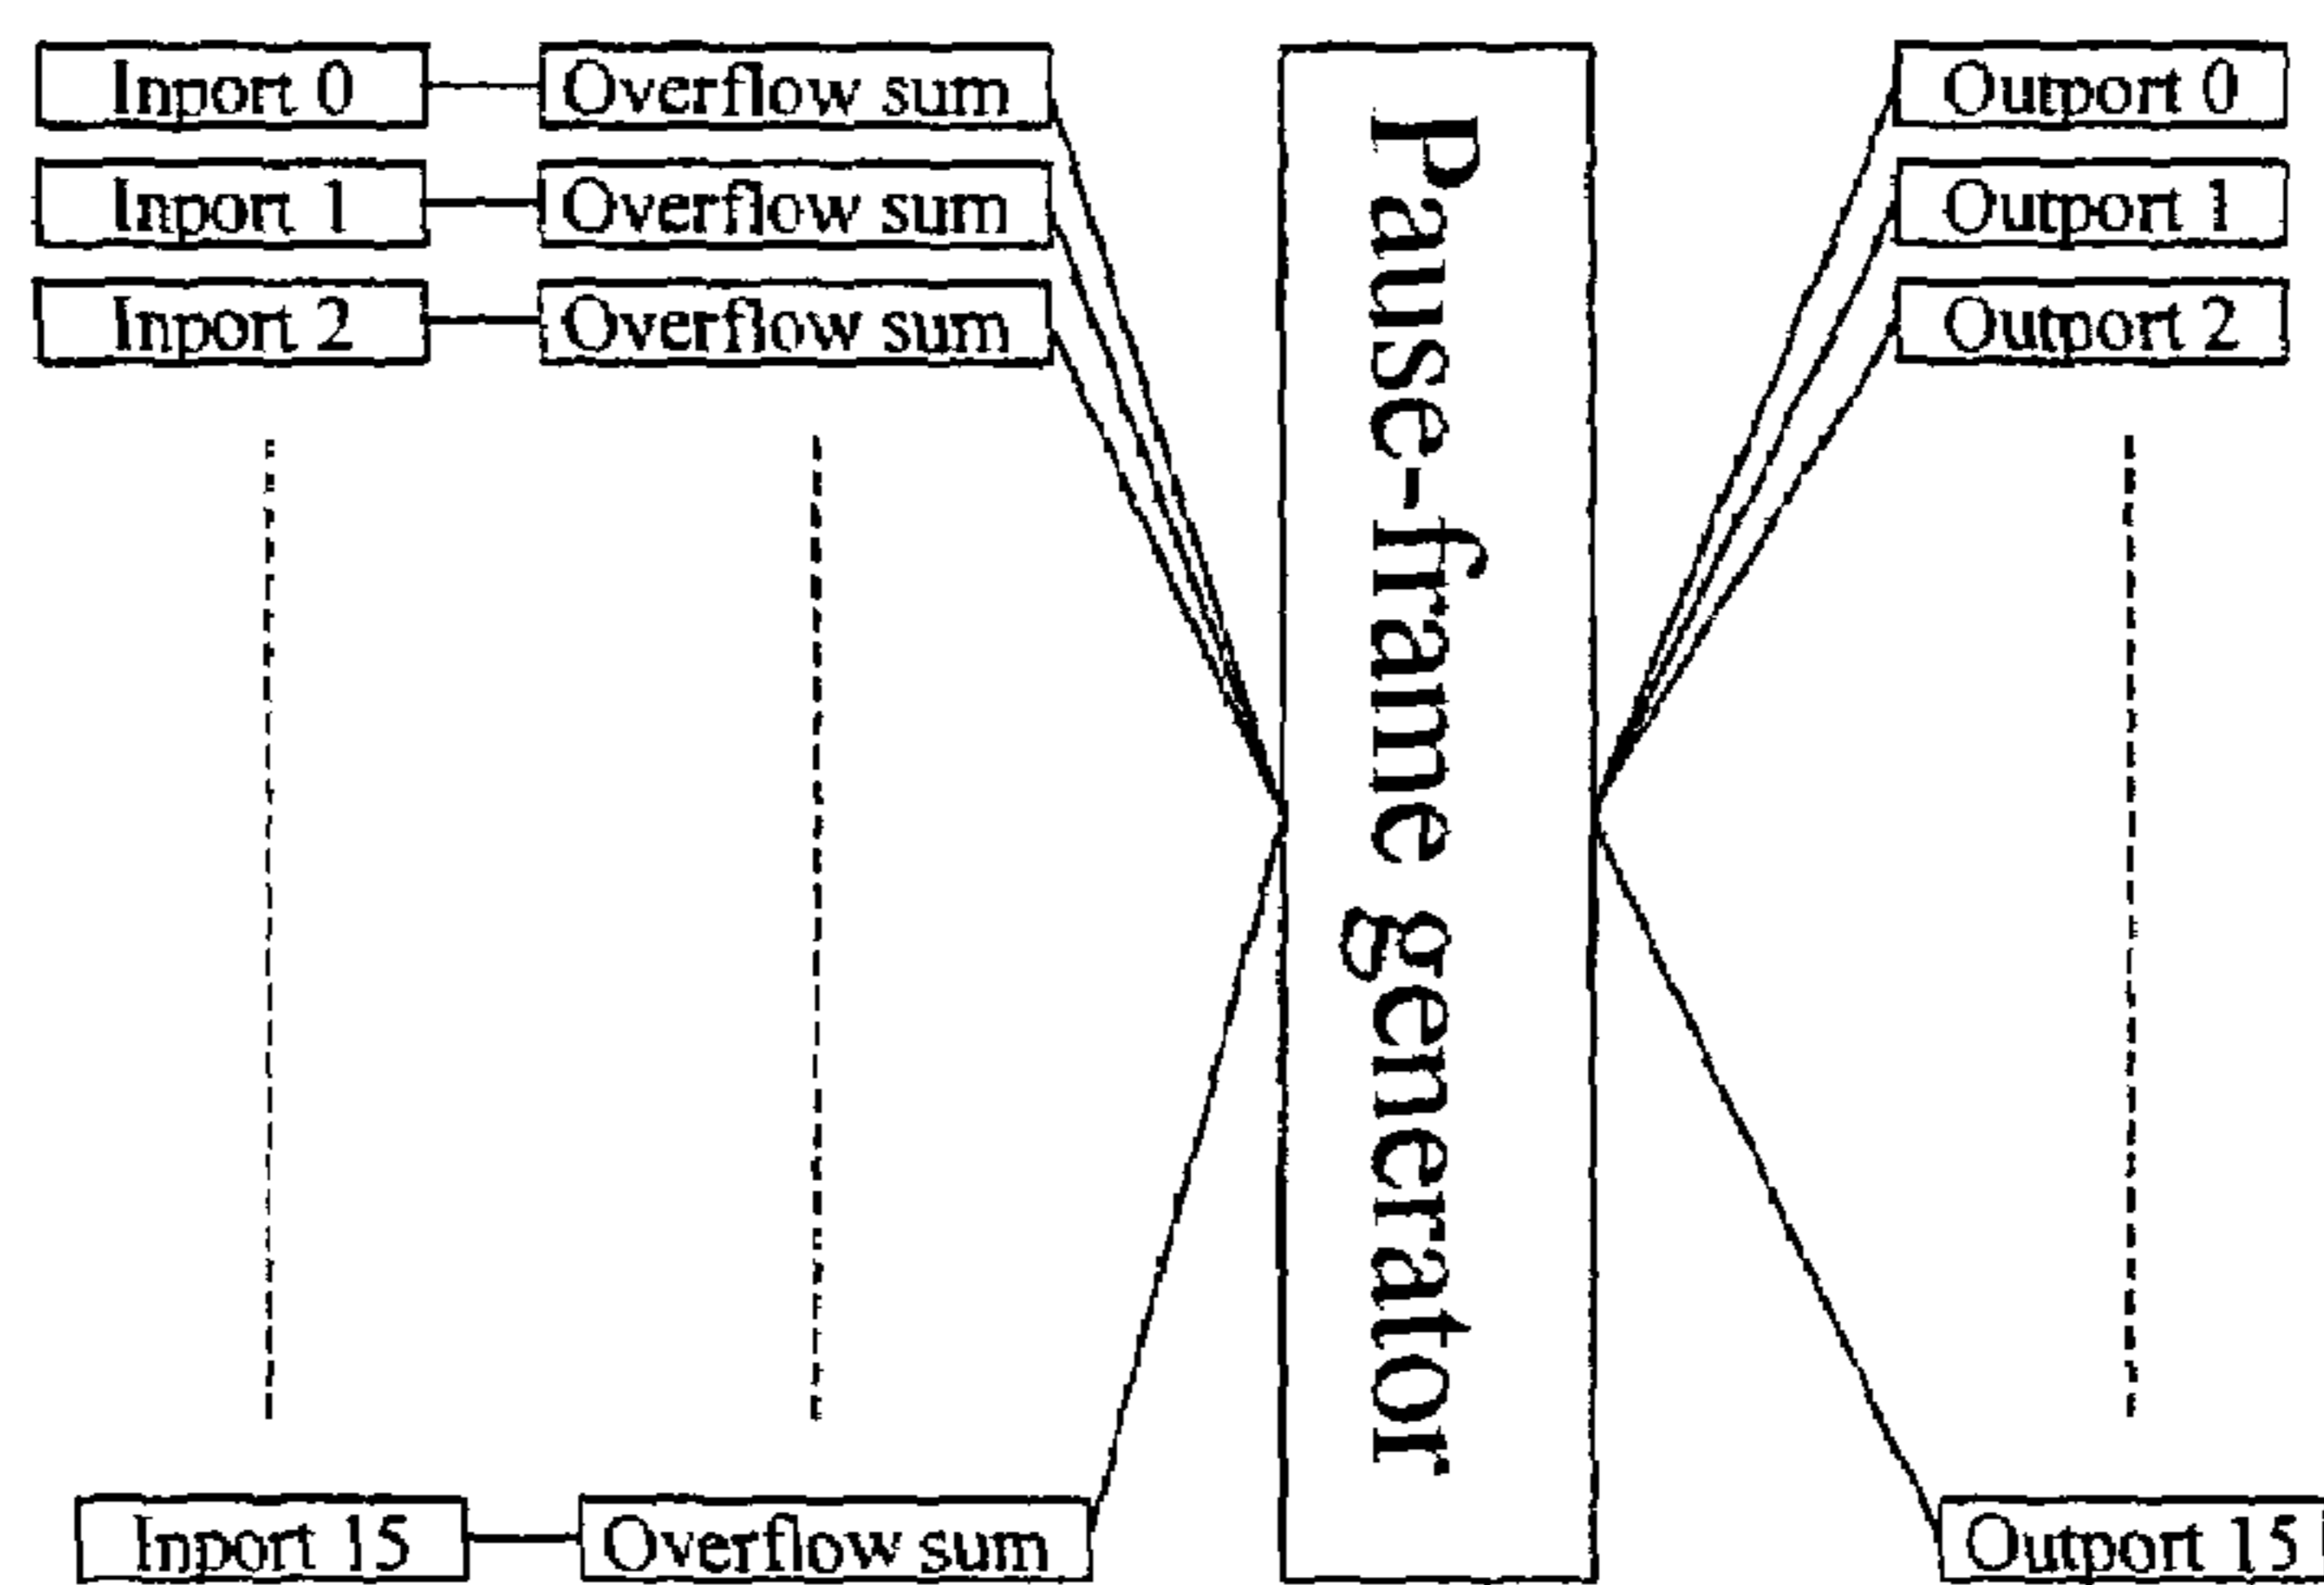 Inport 0
Overflow sum
Outport 0
Inport 1
Overflow sum
Outport 1
Inport 2
Overflow sum
Outport 2
Pause-frame generator
Inport 15
Overflow sum
Outport 15